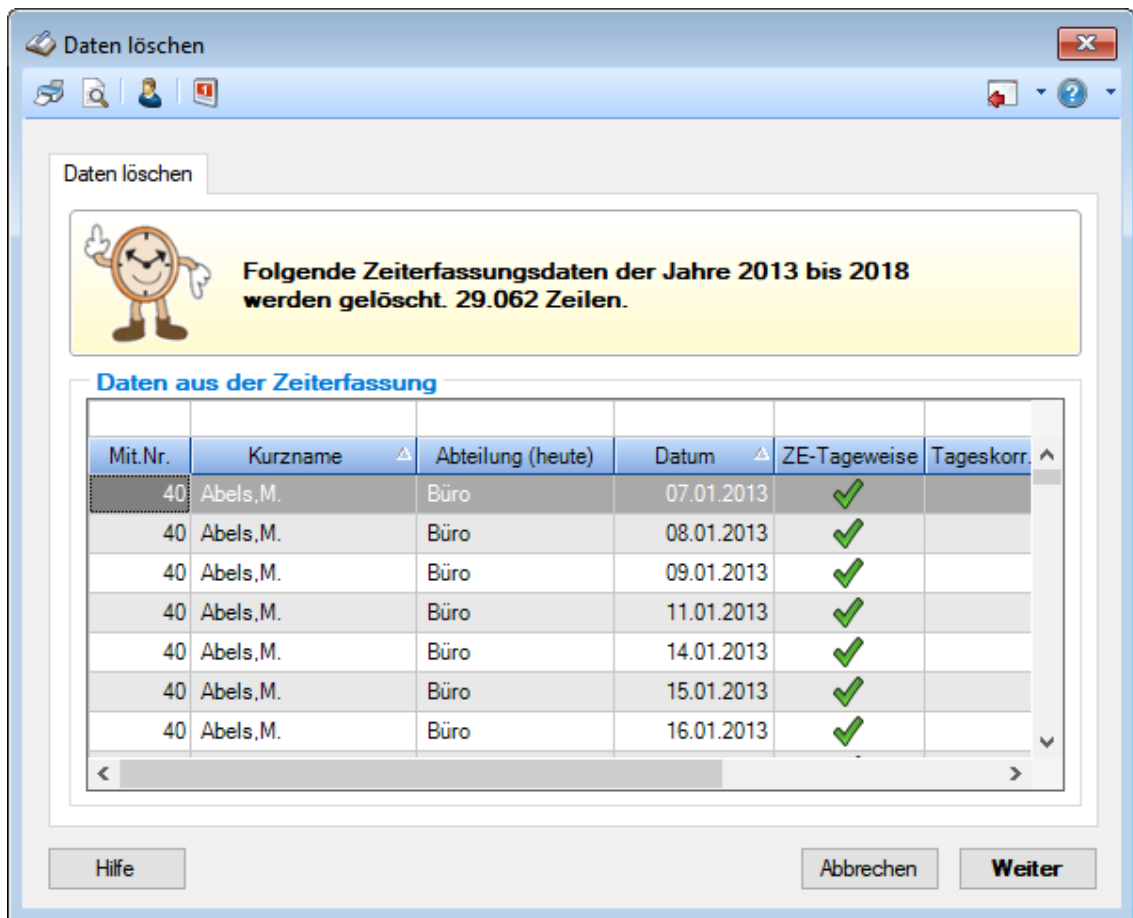 Daten löschen
Daten löschen
Folgende Zeiterfassungsdaten der Jahre 2013 bis 2018
werden gelöscht. 29.062 Zeilen.
Daten aus der Zeiterfassung
Mit.Nr. Kurzname Abteilung (heute) Datum ZE-Tageweise Tageskorr.
40 Abels,M. Büro 07.01.2013
40 Abels,M. Büro 08.01.2013
40 Abels,M. Büro 09.01.2013
40 Abels,M. Büro 11.01.2013
40 Abels,M. Büro 14.01.2013
40 Abels,M. Büro 15.01.2013
40 Abels,M. Büro 16.01.2013
Hilfe Abbrechen Weiter